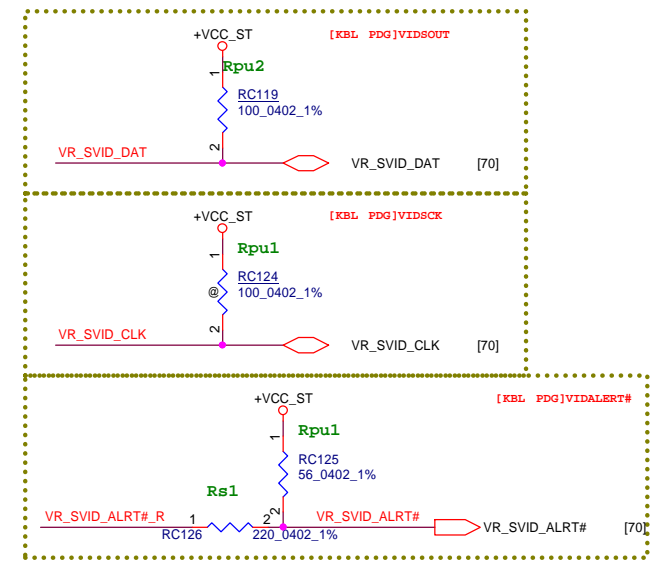 +VCC_ST [KBL PDG]VIDSOUT
Rpu2
1
RC119
100_0402_1%
2
VR_SVID_DAT
VR_SVID_DAT [70]
+VCC_ST [KBL PDG]VIDSCK
Rpu1
1
RC124
@ 100_0402_1%
2
VR_SVID_CLK
VR_SVID_CLK [70]
+VCC_ST [KBL PDG]VIDALERT#
Rpu1
1
RC125
56_0402_1%
Rs1
2
VR_SVID_ALRT#_R 1 2 VR_SVID_ALRT#
RC126 220_0402_1% VR_SVID_ALRT# [70]